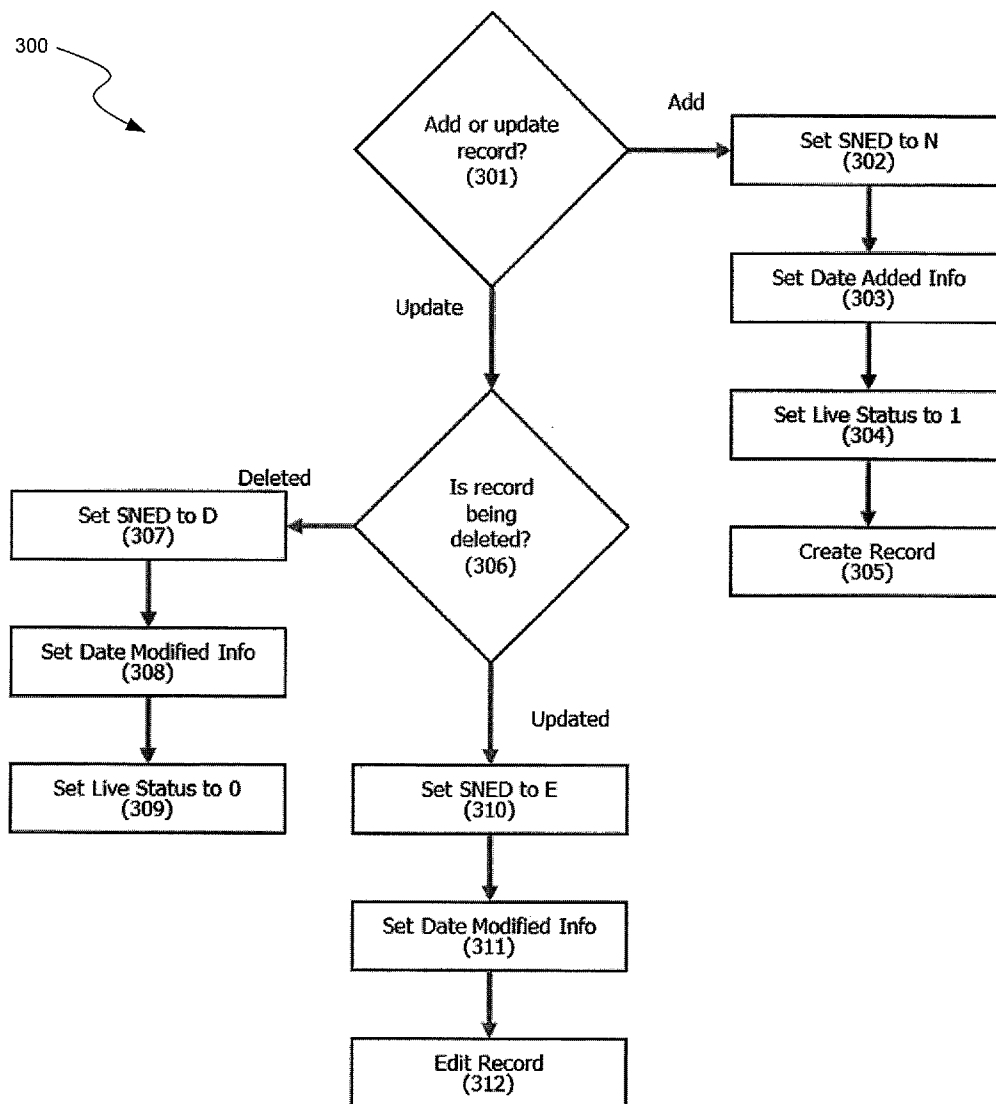 300
Add or update
record?
(301)
Add
Set SNED to N
(302)
Set Date Added Info
(303)
Set Live Status to 1
(304)
Create Record
(305)
Update
Is record
being
deleted?
(306)
Deleted
Set SNED to D
(307)
Set Date Modified Info
(308)
Set Live Status to 0
(309)
Updated
Set SNED to E
(310)
Set Date Modified Info
(311)
Edit Record
(312)